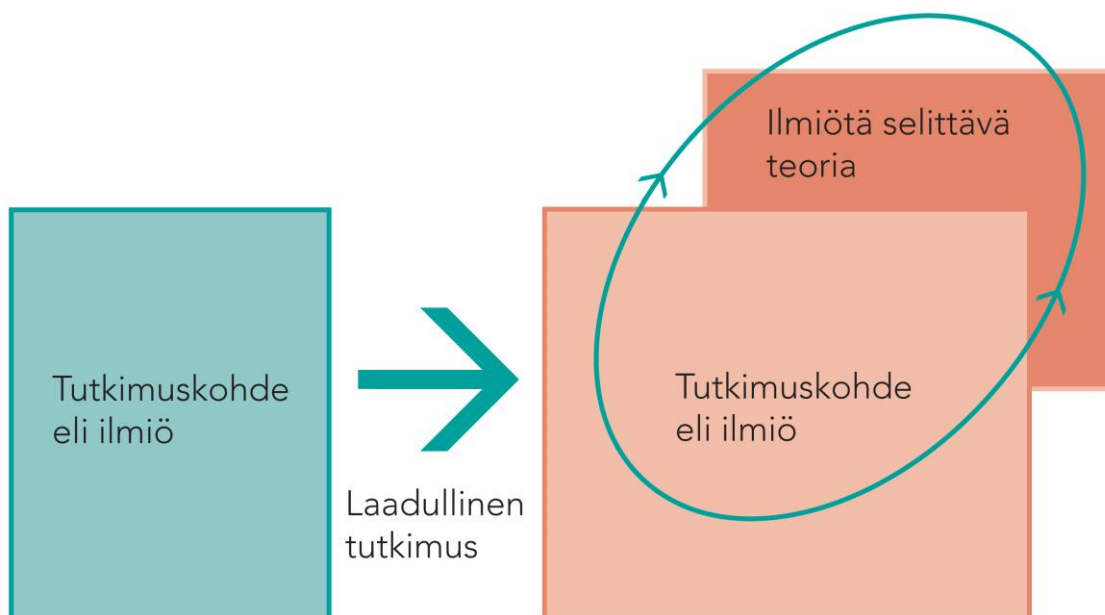 Tutkimuskohde
eli ilmiö
Laadullinen
tutkimus
Ilmiötä selittävä
teoria
Tutkimuskohde
eli ilmiö